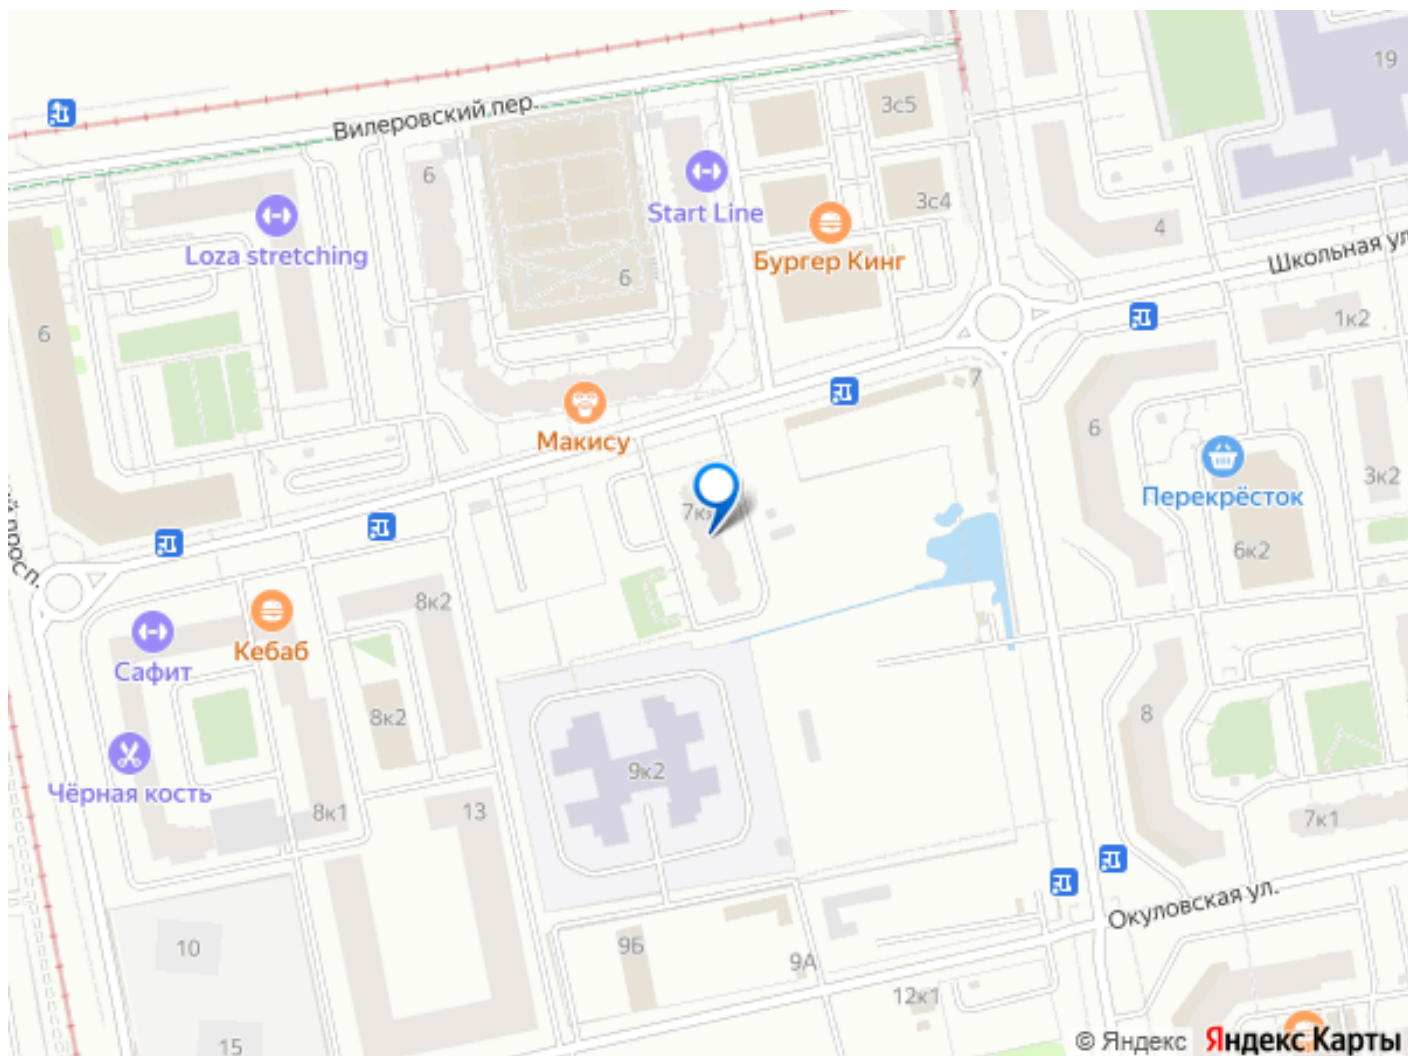 19
3с5
Вилеровский пер.
6
Start Line
3с4
4
Loza stretching
Школьная ул
Бургер Кинг
6
1к2
6
7
Макису
6
3к2
Перекрёсток
6к2
просп.
8к2
Кебаб
Сафит
8к2
8
9к2
Чёрная кость
8к1
13
7к1
Окуловская ул.
10
9Б
9А
12к1
15
© Яндекс Яндекс Карты